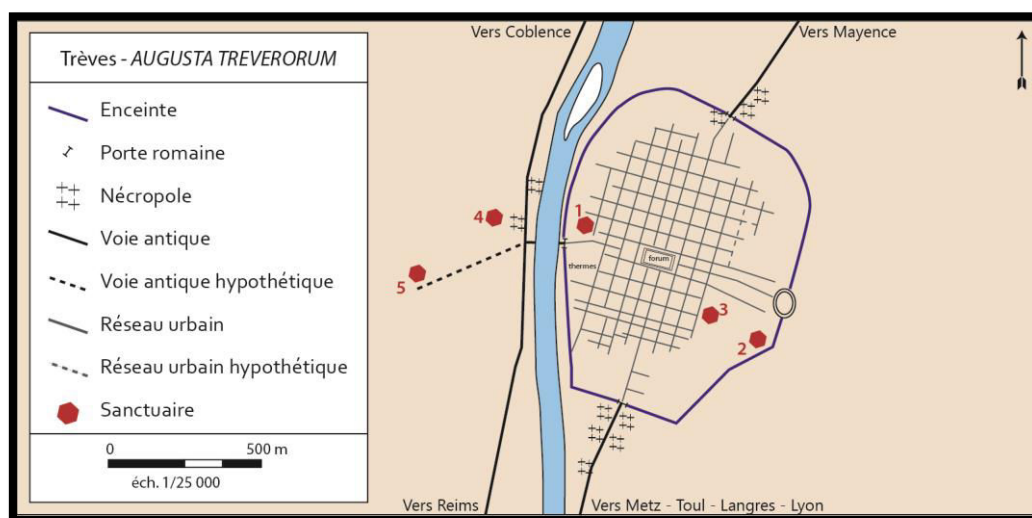 Trèves - AUGUSTA TREVERORUM
Enceinte
Porte romaine
Nécropole
Voie antique
Voie antique hypothétique
Réseau urbain
Réseau urbain hypothétique
Sanctuaire
0 500 m
éch. 1/25 000
Vers Coblence
Vers Mayence
4
1
5
thermes
forum
3
2
Vers Reims
Vers Metz - Toul - Langres - Lyon